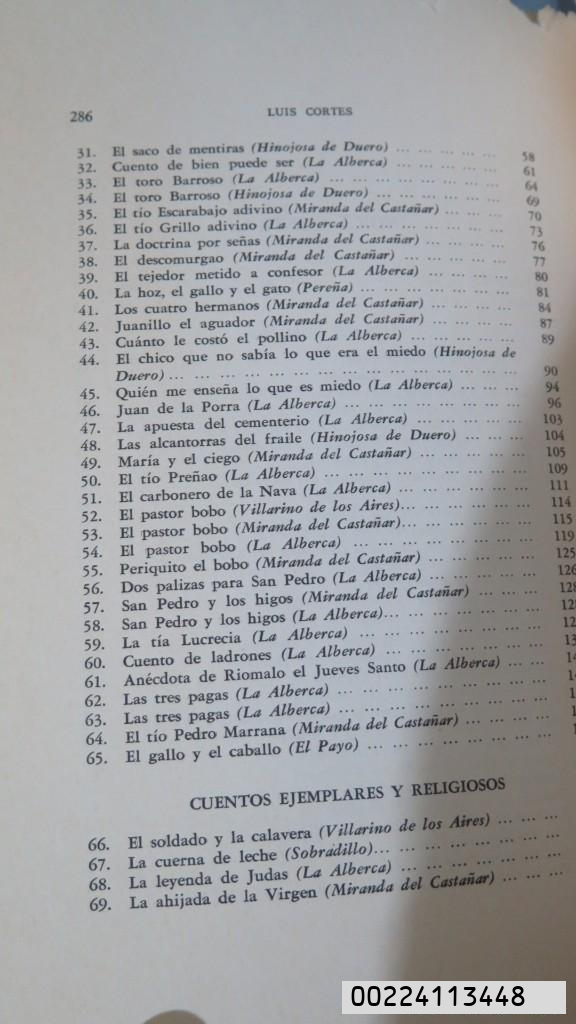 286
LUIS CORTES
31. El saco de mentiras (Hinojosa de Duero) ... ... ... ... ... 58
32. Cuento de bien puede ser (La Alberca) ... ... ... ... ... 61
33. El toro Barroso (La Alberca) ... ... ... ... ... ... ... 64
34. El toro Barroso (Hinojosa de Duero) ... ... ... ... ... 69
35. El tío Escarabajo adivino (Miranda del Castañar) ... ... ... 70
36. El tío Grillo adivino (La Alberca) ... ... ... ... ... ... 73
37. La doctrina por señas (Miranda del Castañar) ... ... ... ... 76
38. El descomurgao (Miranda del Castañar) ... ... ... ... ... 77
39. El tejedor metido a confesor (La Alberca) ... ... ... ... 80
40. La hoz, el gallo y el gato (Pereña) ... ... ... ... ... ... 81
41. Los cuatro hermanos (Miranda del Castañar) ... ... ... ... 84
42. Juanillo el aguador (Miranda del Castañar) ... ... ... ... 87
43. Cuánto le costó el pollino (La Alberca) ... ... ... ... ... 89
44. El chico que no sabía lo que era el miedo (Hinojosa de
Duero) ... ... ... ... ... ... ... ... ... ... ... ... ... 90
45. Quién me enseña lo que es miedo (La Alberca) ... ... ... 94
46. Juan de la Porra (La Alberca) ... ... ... ... ... ... ... 96
47. La apuesta del cementerio (La Alberca) ... ... ... ... ... 103
48. Las alcantorras del fraile (Hinojosa de Duero) ... ... ... 104
49. María y el ciego (Miranda del Castañar) ... ... ... ... ... 105
50. El tío Preñao (La Alberca) ... ... ... ... ... ... ... ... 109
51. El carbonero de la Nava (La Alberca) ... ... ... ... ... 111
52. El pastor bobo (Villarino de los Aires)... ... ... ... ... 114
53. El pastor bobo (Miranda del Castañar)... ... ... ... ... 115
54. El pastor bobo (La Alberca) ... ... ... ... ... ... ... 119
55. Periquito el bobo (Miranda del Castañar) ... ... ... ... 125
56. Dos palizas para San Pedro (La Alberca) ... ... ... ... 126
57. San Pedro y los higos (Miranda del Castañar) ... ... ... 128
58. San Pedro y los higos (La Alberca)... ... ... ... ... ...
59. La tía Lucrecia (La Alberca) ... ... ... ... ... ... ...
60. Cuento de ladrones (La Alberca) ... ... ... ... ... ...
61. Anécdota de Riomalo el Jueves Santo (La Alberca) ... ...
62. Las tres pagas (La Alberca) ... ... ... ... ... ... ...
63. Las tres pagas (La Alberca) ... ... ... ... ... ... ...
64. El tío Pedro Marrana (Miranda del Castañar) ... ... ...
65. El gallo y el caballo (El Payo) ... ... ... ... ... ...
CUENTOS EJEMPLARES Y RELIGIOSOS
66. El soldado y la calavera (Villarino de los Aires) ... ...
67. La cuerna de leche (Sobradillo)... ... ... ... ... ...
68. La leyenda de Judas (La Alberca) ... ... ... ... ...
69. La ahijada de la Virgen (Miranda del Castañar) ... ...
00224113448